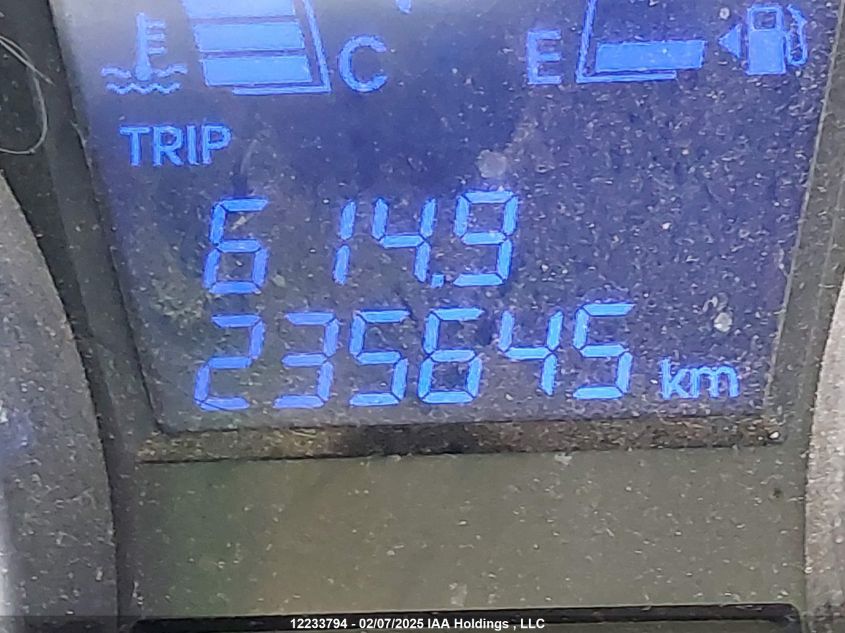 C E
TRIP
614.9
235645 km
12233794 - 02/07/2025 IAA Holdings , LLC